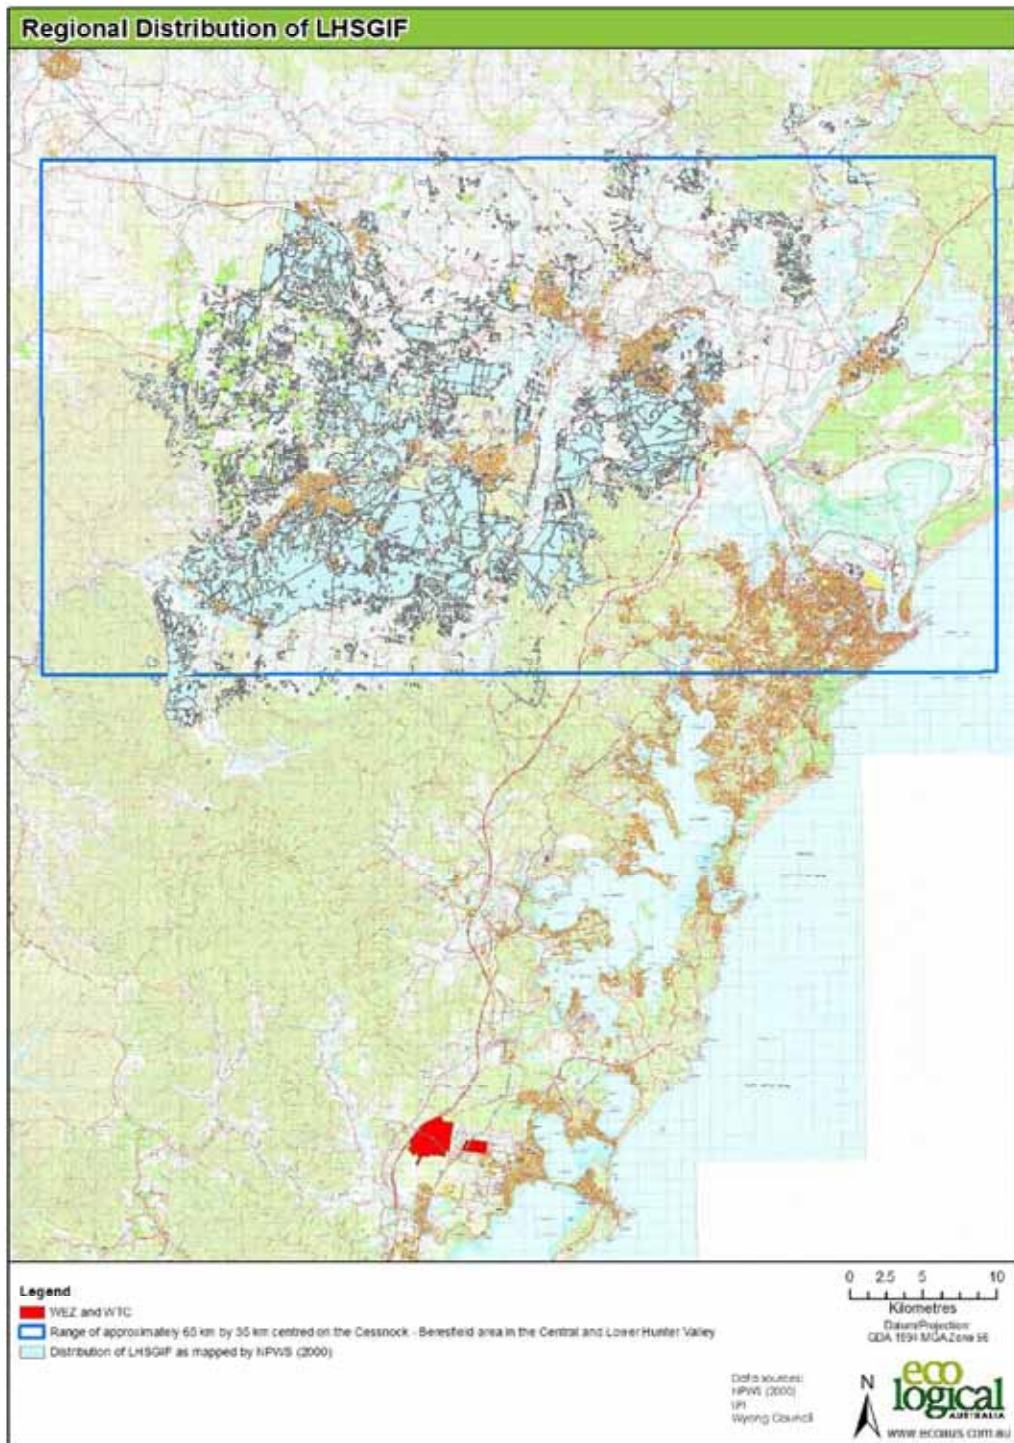 Regional Distribution of LHSGIF
Legend
WEZ and WTC
Range of approximately 65 km by 35 km centred on the Cessnock - Beresfield area in the Central and Lower Hunter Valley
Distribution of LHSGIF as mapped by NPWS (2000)
0 2.5 5 10
Kilometres
Datum/Projection:
GDA 1994 MGA Zone 56
Data sources:
NPWS (2000)
LPI
Wyong Council
N
eco
logical
AUSTRALIA
www.ecoaus.com.au